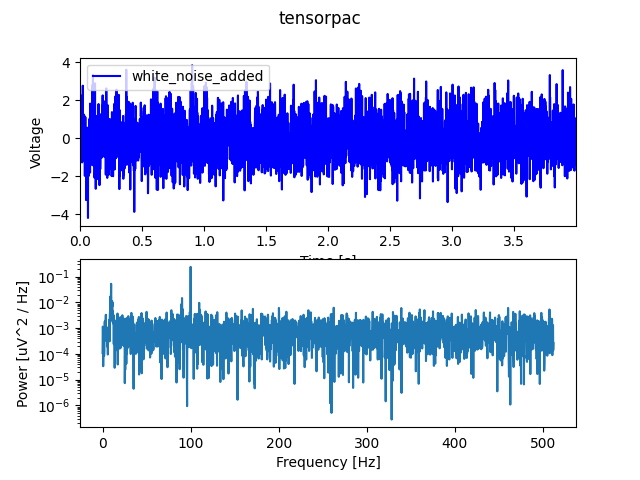 tensorpac
white_noise_added
Voltage
4
2
0
−2
−4
0.0 0.5 1.0 1.5 2.0 2.5 3.0 3.5
Time [s]
Power [uV^2 / Hz]
10⁻¹
10⁻²
10⁻³
10⁻⁴
10⁻⁵
10⁻⁶
0 100 200 300 400 500
Frequency [Hz]